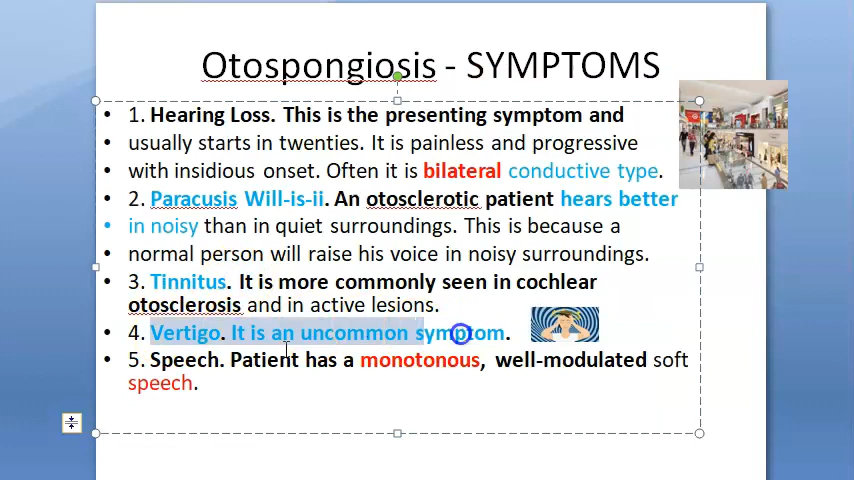 Otospongiosis - SYMPTOMS
• 1. Hearing Loss. This is the presenting symptom and
• usually starts in twenties. It is painless and progressive
• with insidious onset. Often it is bilateral conductive type.
• 2. Paracusis Will-is-ii. An otosclerotic patient hears better
• in noisy than in quiet surroundings. This is because a
• normal person will raise his voice in noisy surroundings.
• 3. Tinnitus. It is more commonly seen in cochlear
otosclerosis and in active lesions.
• 4. Vertigo. It is an uncommon symptom.
• 5. Speech. Patient has a monotonous, well-modulated soft
speech.